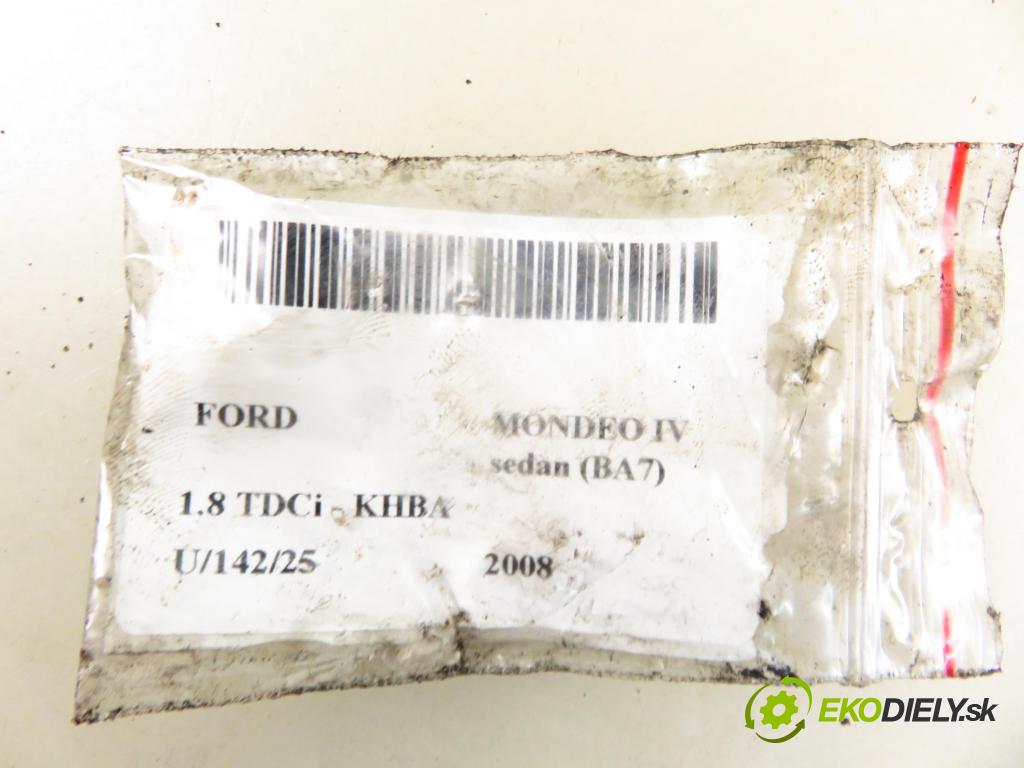 FORD
MONDEO IV
sedan (BA7)
1.8 TDCi - KHBA
U/142/25
2008
EKODIELY.sk